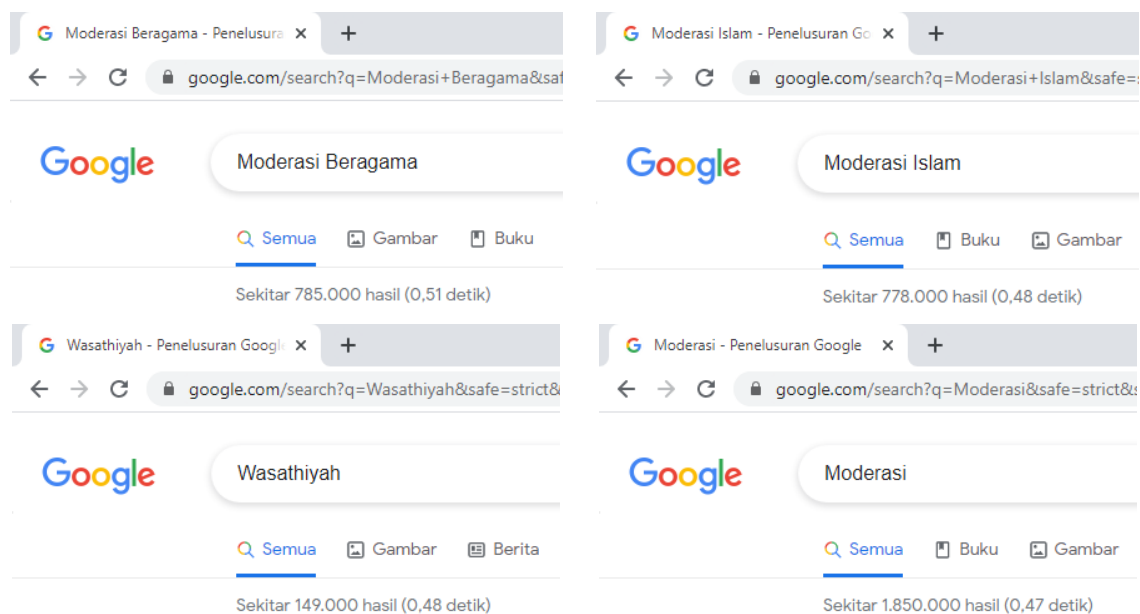 Moderasi Beragama - Penelusura
google.com/search?q=Moderasi+Beragama&saf
Google
Moderasi Beragama
Semua Gambar Buku
Sekitar 785.000 hasil (0,51 detik)
Moderasi Islam - Penelusuran Go
google.com/search?q=Moderasi+Islam&safe=s
Google
Moderasi Islam
Semua Buku Gambar
Sekitar 778.000 hasil (0,48 detik)
Wasathiyah - Penelusuran Googl
google.com/search?q=Wasathiyah&safe=strict&
Google
Wasathiyah
Semua Gambar Berita
Sekitar 149.000 hasil (0,48 detik)
Moderasi - Penelusuran Google
google.com/search?q=Moderasi&safe=strict&s
Google
Moderasi
Semua Buku Gambar
Sekitar 1.850.000 hasil (0,47 detik)